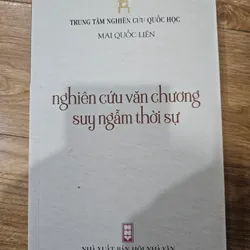 TRUNG TÂM NGHIÊN CỨU QUỐC HỌC
MAI QUỐC LIÊN
nghiên cứu văn chương
suy ngẫm thời sự
NHÀ XUẤT BẢN HỘI NHÀ VĂN